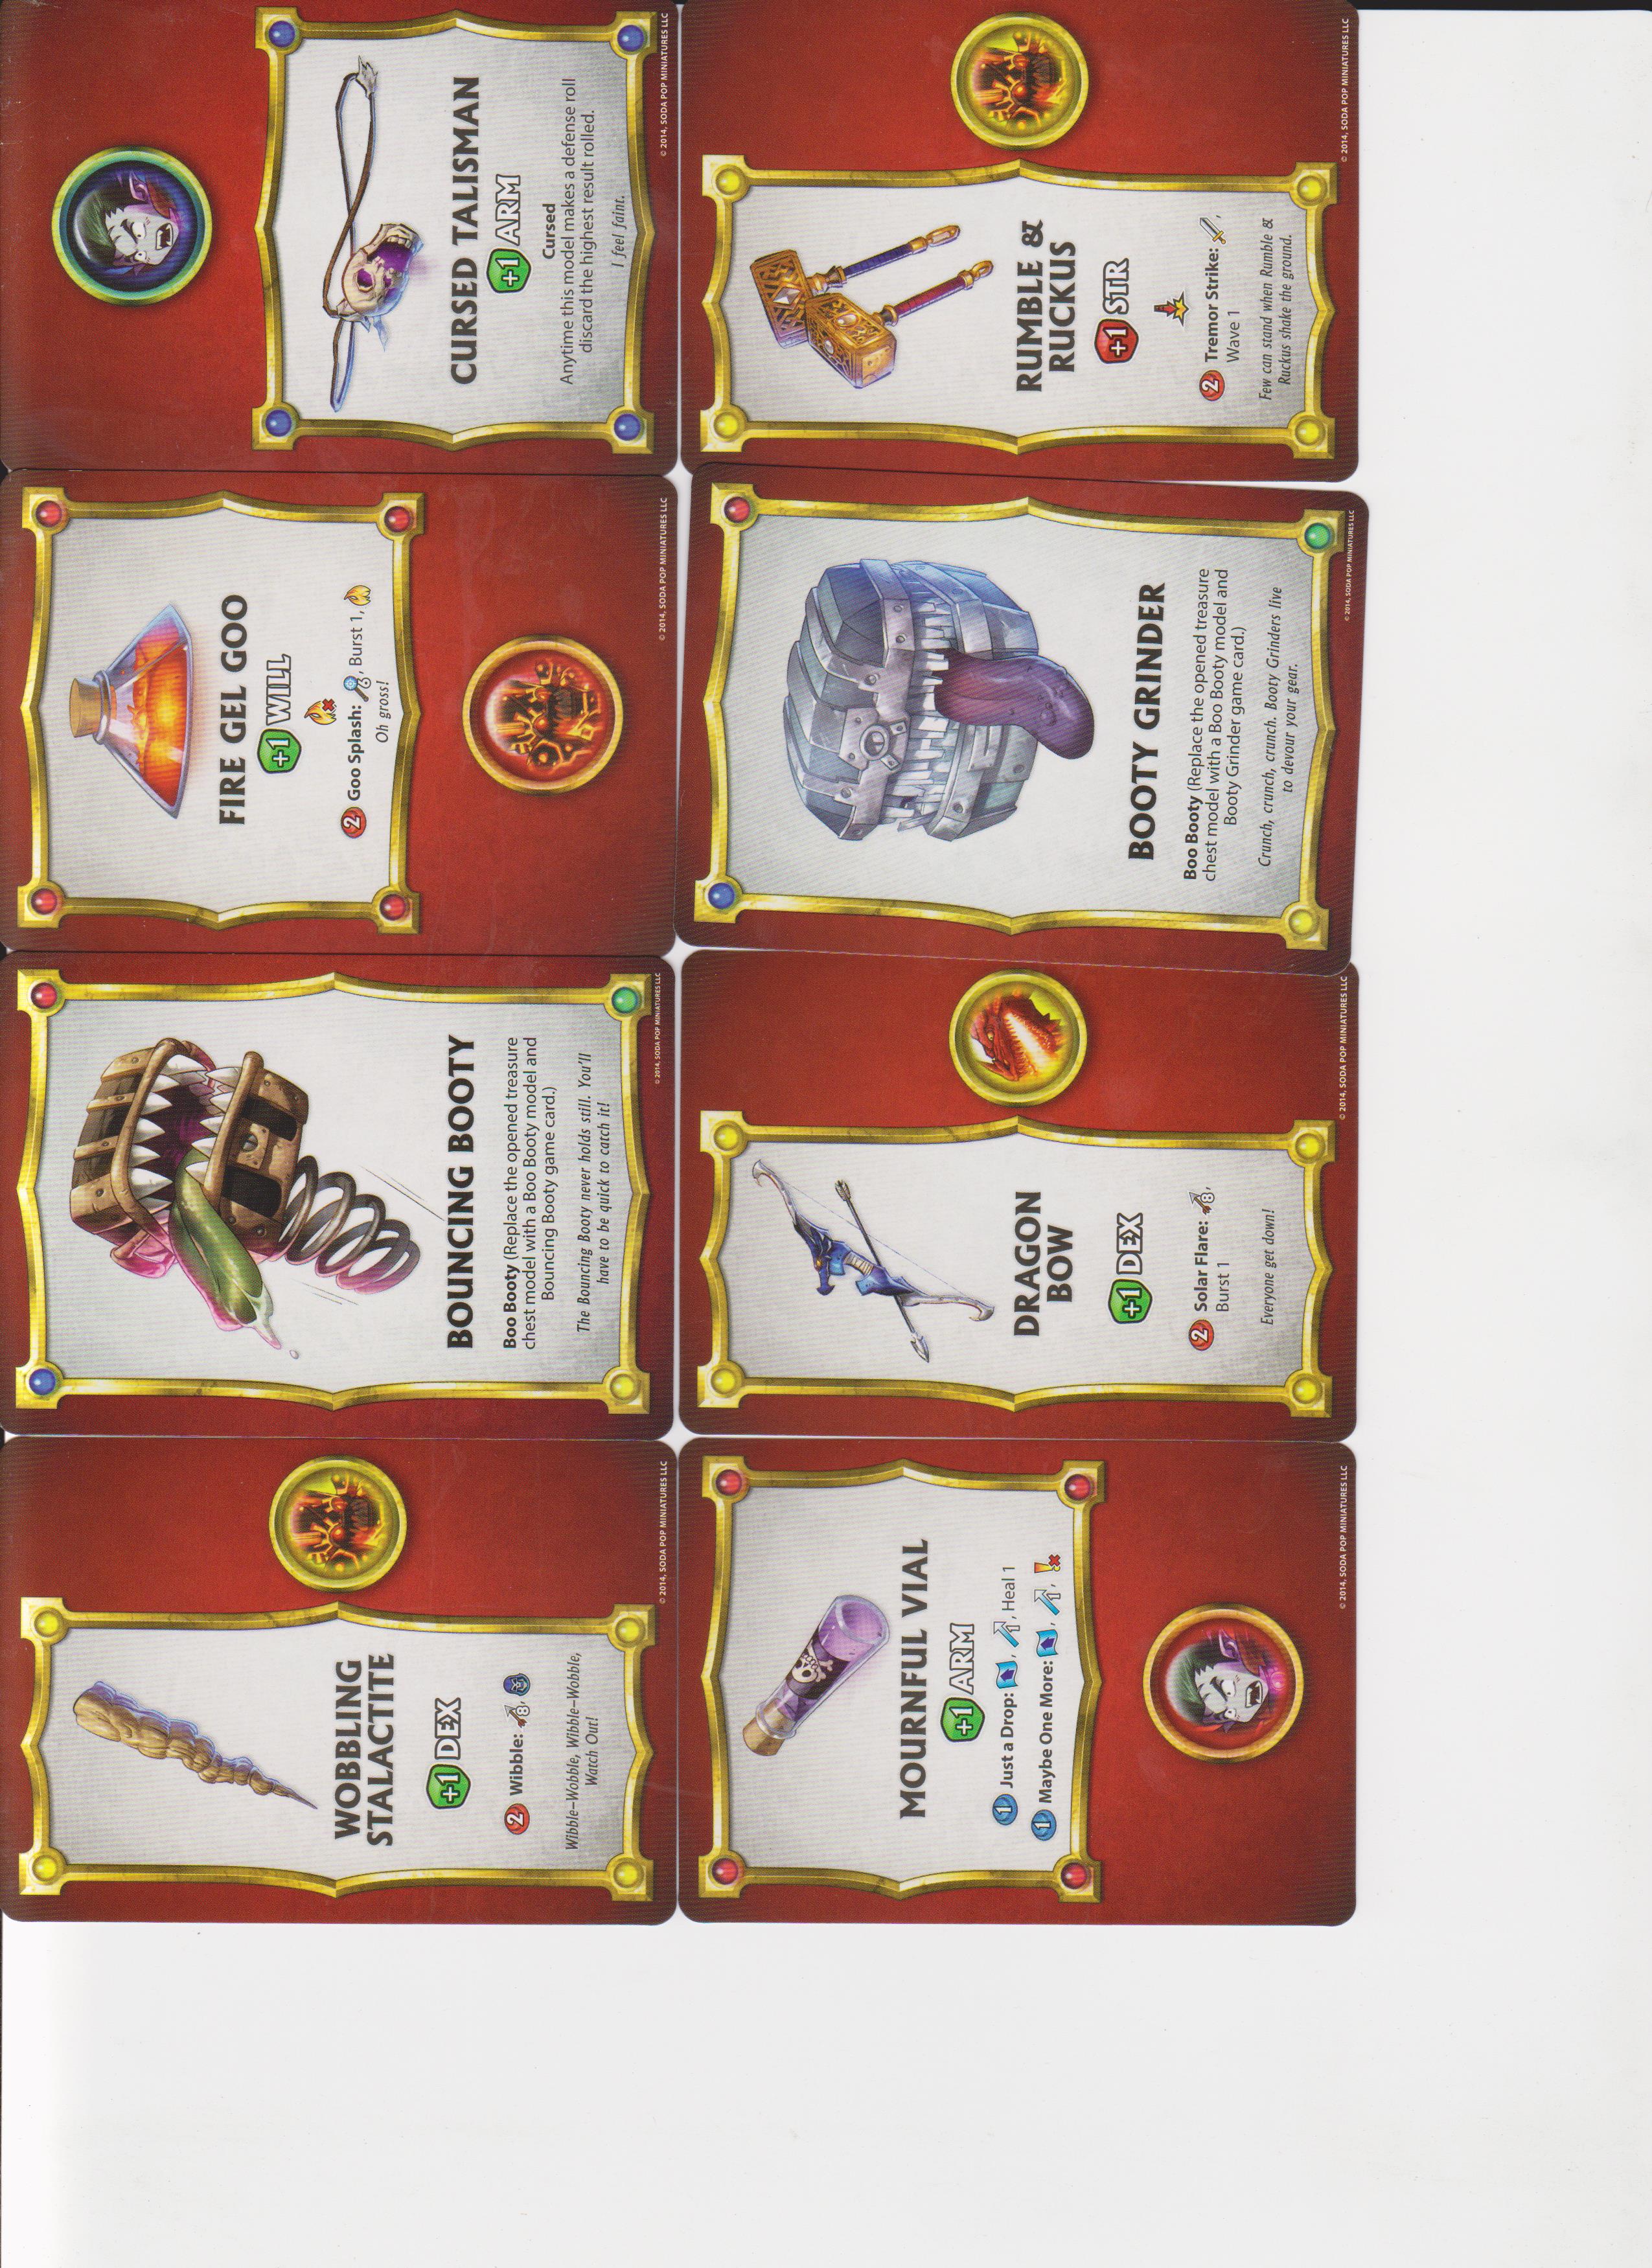 WOBBLING
STALACTITE
+1 DEX
2 Wibble: 8,
Wibble–Wobble, Wibble–Wobble,
Watch Out!
© 2014, SODA POP MINIATURES LLC
BOUNCING BOOTY
Boo Booty (Replace the opened treasure
chest model with a Boo Booty model and
Bouncing Booty game card.)
The Bouncing Booty never holds still. You'll
have to be quick to catch it!
© 2014, SODA POP MINIATURES LLC
FIRE GEL GOO
+1 WILL
2 Goo Splash: 6, Burst 1,
Oh gross!
© 2014, SODA POP MINIATURES LLC
CURSED TALISMAN
+1 ARM
Cursed
Anytime this model makes a defense roll
discard the highest result rolled.
I feel faint.
© 2014, SODA POP MINIATURES LLC
MOURNFUL VIAL
+1 ARM
1 Just a Drop: , 1, Heal 1
1 Maybe One More: , 1,
© 2014, SODA POP MINIATURES LLC
DRAGON
BOW
+1 DEX
2 Solar Flare: 8,
Burst 1
Everyone get down!
© 2014, SODA POP MINIATURES LLC
BOOTY GRINDER
Boo Booty (Replace the opened treasure
chest model with a Boo Booty model and
Booty Grinder game card.)
Crunch, crunch, crunch. Booty Grinders live
to devour your gear.
© 2014, SODA POP MINIATURES LLC
RUMBLE &
RUCKUS
+1 STR
2 Tremor Strike: ,
Wave 1
Few can stand when Rumble &
Ruckus shake the ground.
© 2014, SODA POP MINIATURES LLC